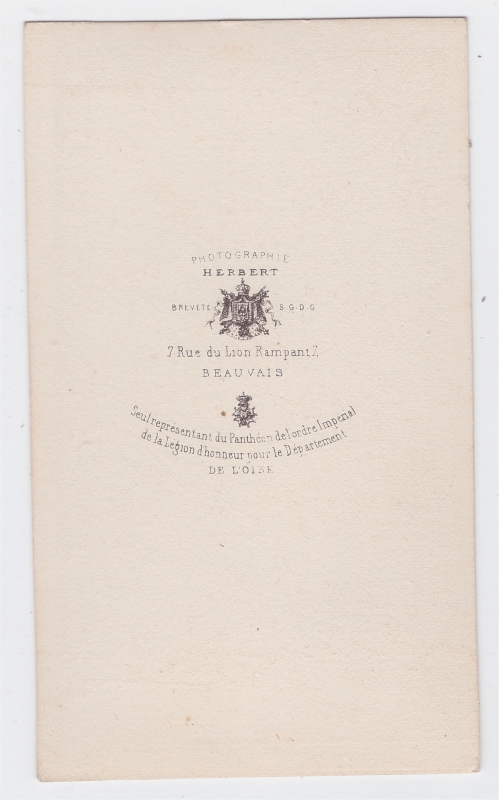 PHOTOGRAPHIE
HERBERT
BREVETÉ S.G.D.G
7 Rue du Lion Rampant 7,
BEAUVAIS
Seul représentant du Panthéon de l'ordre Impérial
de la Légion d'honneur pour le Département
DE L'OISE